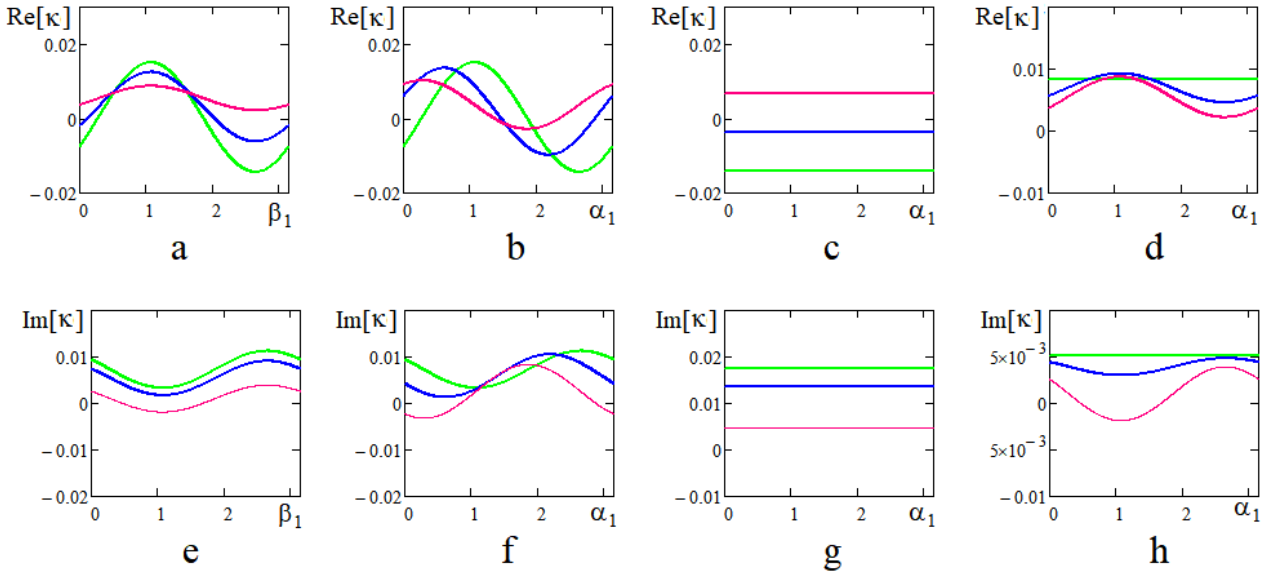 Re[κ] Re[κ] Re[κ] Re[κ]
0.02 0.02 0.02 0.01
0 0 0 0
−0.02 −0.02 −0.02 −0.01
0 1 2 β₁ 0 1 2 α₁ 0 1 2 α₁ 0 1 2 α₁
a b c d
Im[κ] Im[κ] Im[κ] Im[κ]
0.01 0.01 0.02 5×10⁻³
0 0 0.01 0
−0.01 −0.01 0 5×10⁻³
−0.02 −0.02 −0.01 −0.01
0 1 2 β₁ 0 1 2 α₁ 0 1 2 α₁ 0 1 2 α₁
e f g h